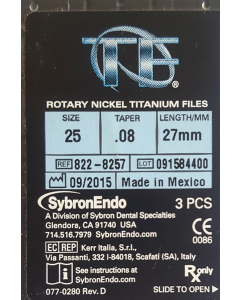 TF®
ROTARY NICKEL TITANIUM FILES
SIZE TAPER LENGTH/MM
25 .08 27mm
REF 822-8257 LOT 091584400
09/2015 Made in Mexico
SybronEndo 3 PCS
A Division of Sybron Dental Specialties
Glendora, CA 91740 USA
714.516.7979 SybronEndo.com
CE
0086
EC REP Kerr Italia, S.r.l.,
Via Passanti, 332 I-84018, Scafati (SA), Italy
i See instructions at
SybronEndo.com
Rx only
077-0280 Rev. D SLIDE TO OPEN